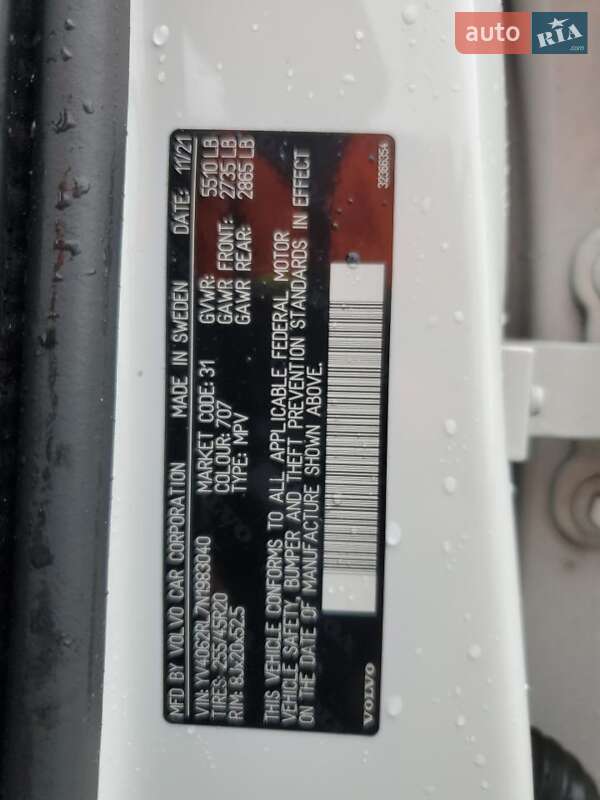 auto RIA .com
MFD BY VOLVO CAR CORPORATION MADE IN SWEDEN DATE: 11/21
VIN: YV4062RL7N1983040 MARKET CODE: 31 GVWR: 5510 LB
TIRES: 255/45R20 COLOUR: 707 GAWR FRONT: 2735 LB
RIM: 8Jx20x52.5 TYPE: MPV GAWR REAR: 2865 LB
THIS VEHICLE CONFORMS TO ALL APPLICABLE FEDERAL MOTOR
VEHICLE SAFETY, BUMPER AND THEFT PREVENTION STANDARDS IN EFFECT
ON THE DATE OF MANUFACTURE SHOWN ABOVE.
VOLVO
32366354